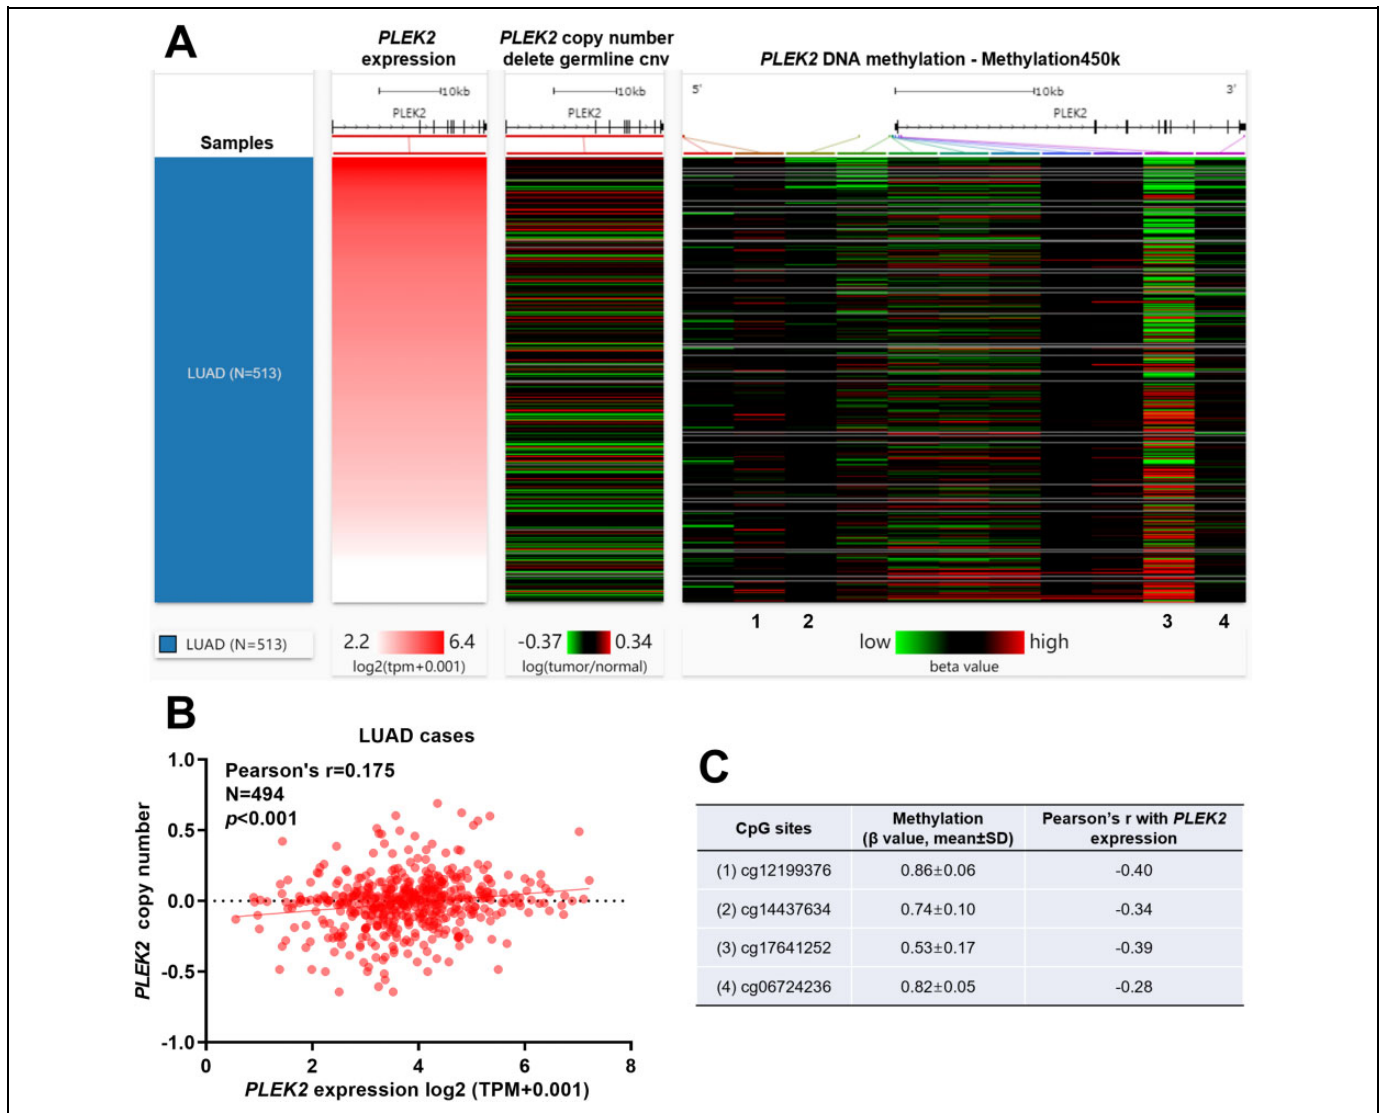 A
PLEK2
expression
PLEK2 copy number
delete germline cnv
PLEK2 DNA methylation - Methylation450k
10kb
10kb
5'
10kb
3'
PLEK2
PLEK2
PLEK2
Samples
LUAD (N=513)
1 2 3 4
LUAD (N=513)
2.2 6.4
log2(tpm+0.001)
-0.37 0.34
log(tumor/normal)
low high
beta value
B
LUAD cases
Pearson's r=0.175
N=494
p<0.001
1.0
0.5
0.0
-0.5
-1.0
PLEK2 copy number
0 2 4 6 8
PLEK2 expression log2 (TPM+0.001)
C
CpG sites
Methylation
(β value, mean±SD)
Pearson's r with PLEK2
expression
(1) cg12199376 0.86±0.06 -0.40
(2) cg14437634 0.74±0.10 -0.34
(3) cg17641252 0.53±0.17 -0.39
(4) cg06724236 0.82±0.05 -0.28